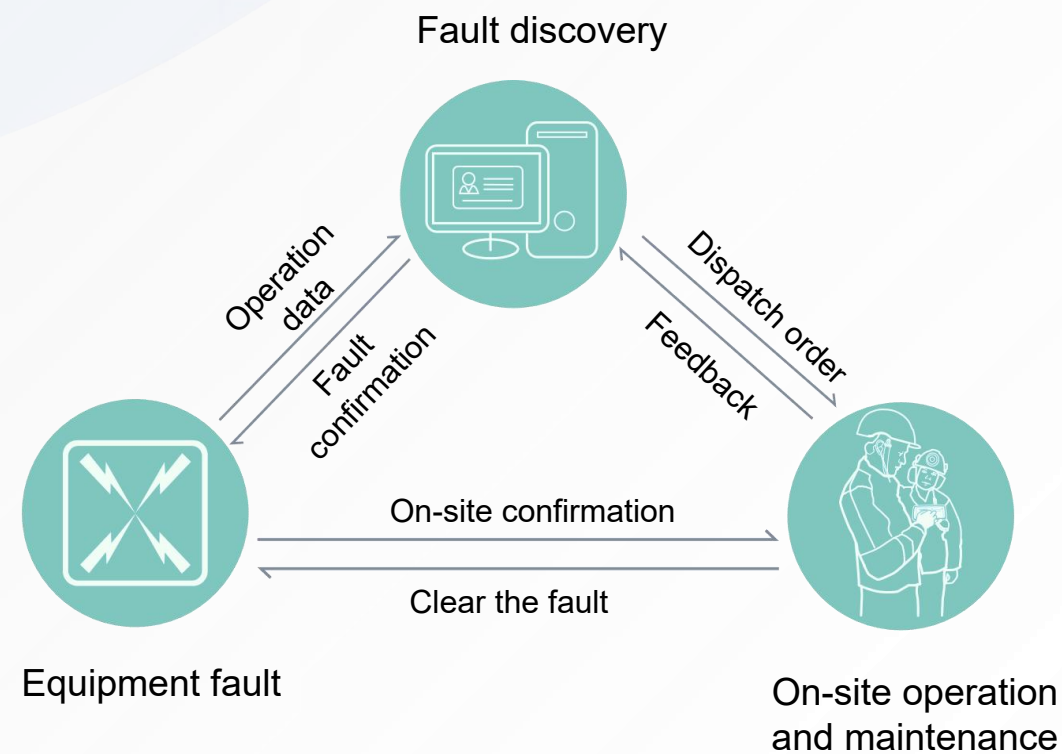 Fault discovery
Operation
data
Fault
confirmation
Dispatch order
Feedback
On-site confirmation
Clear the fault
Equipment fault
On-site operation
and maintenance